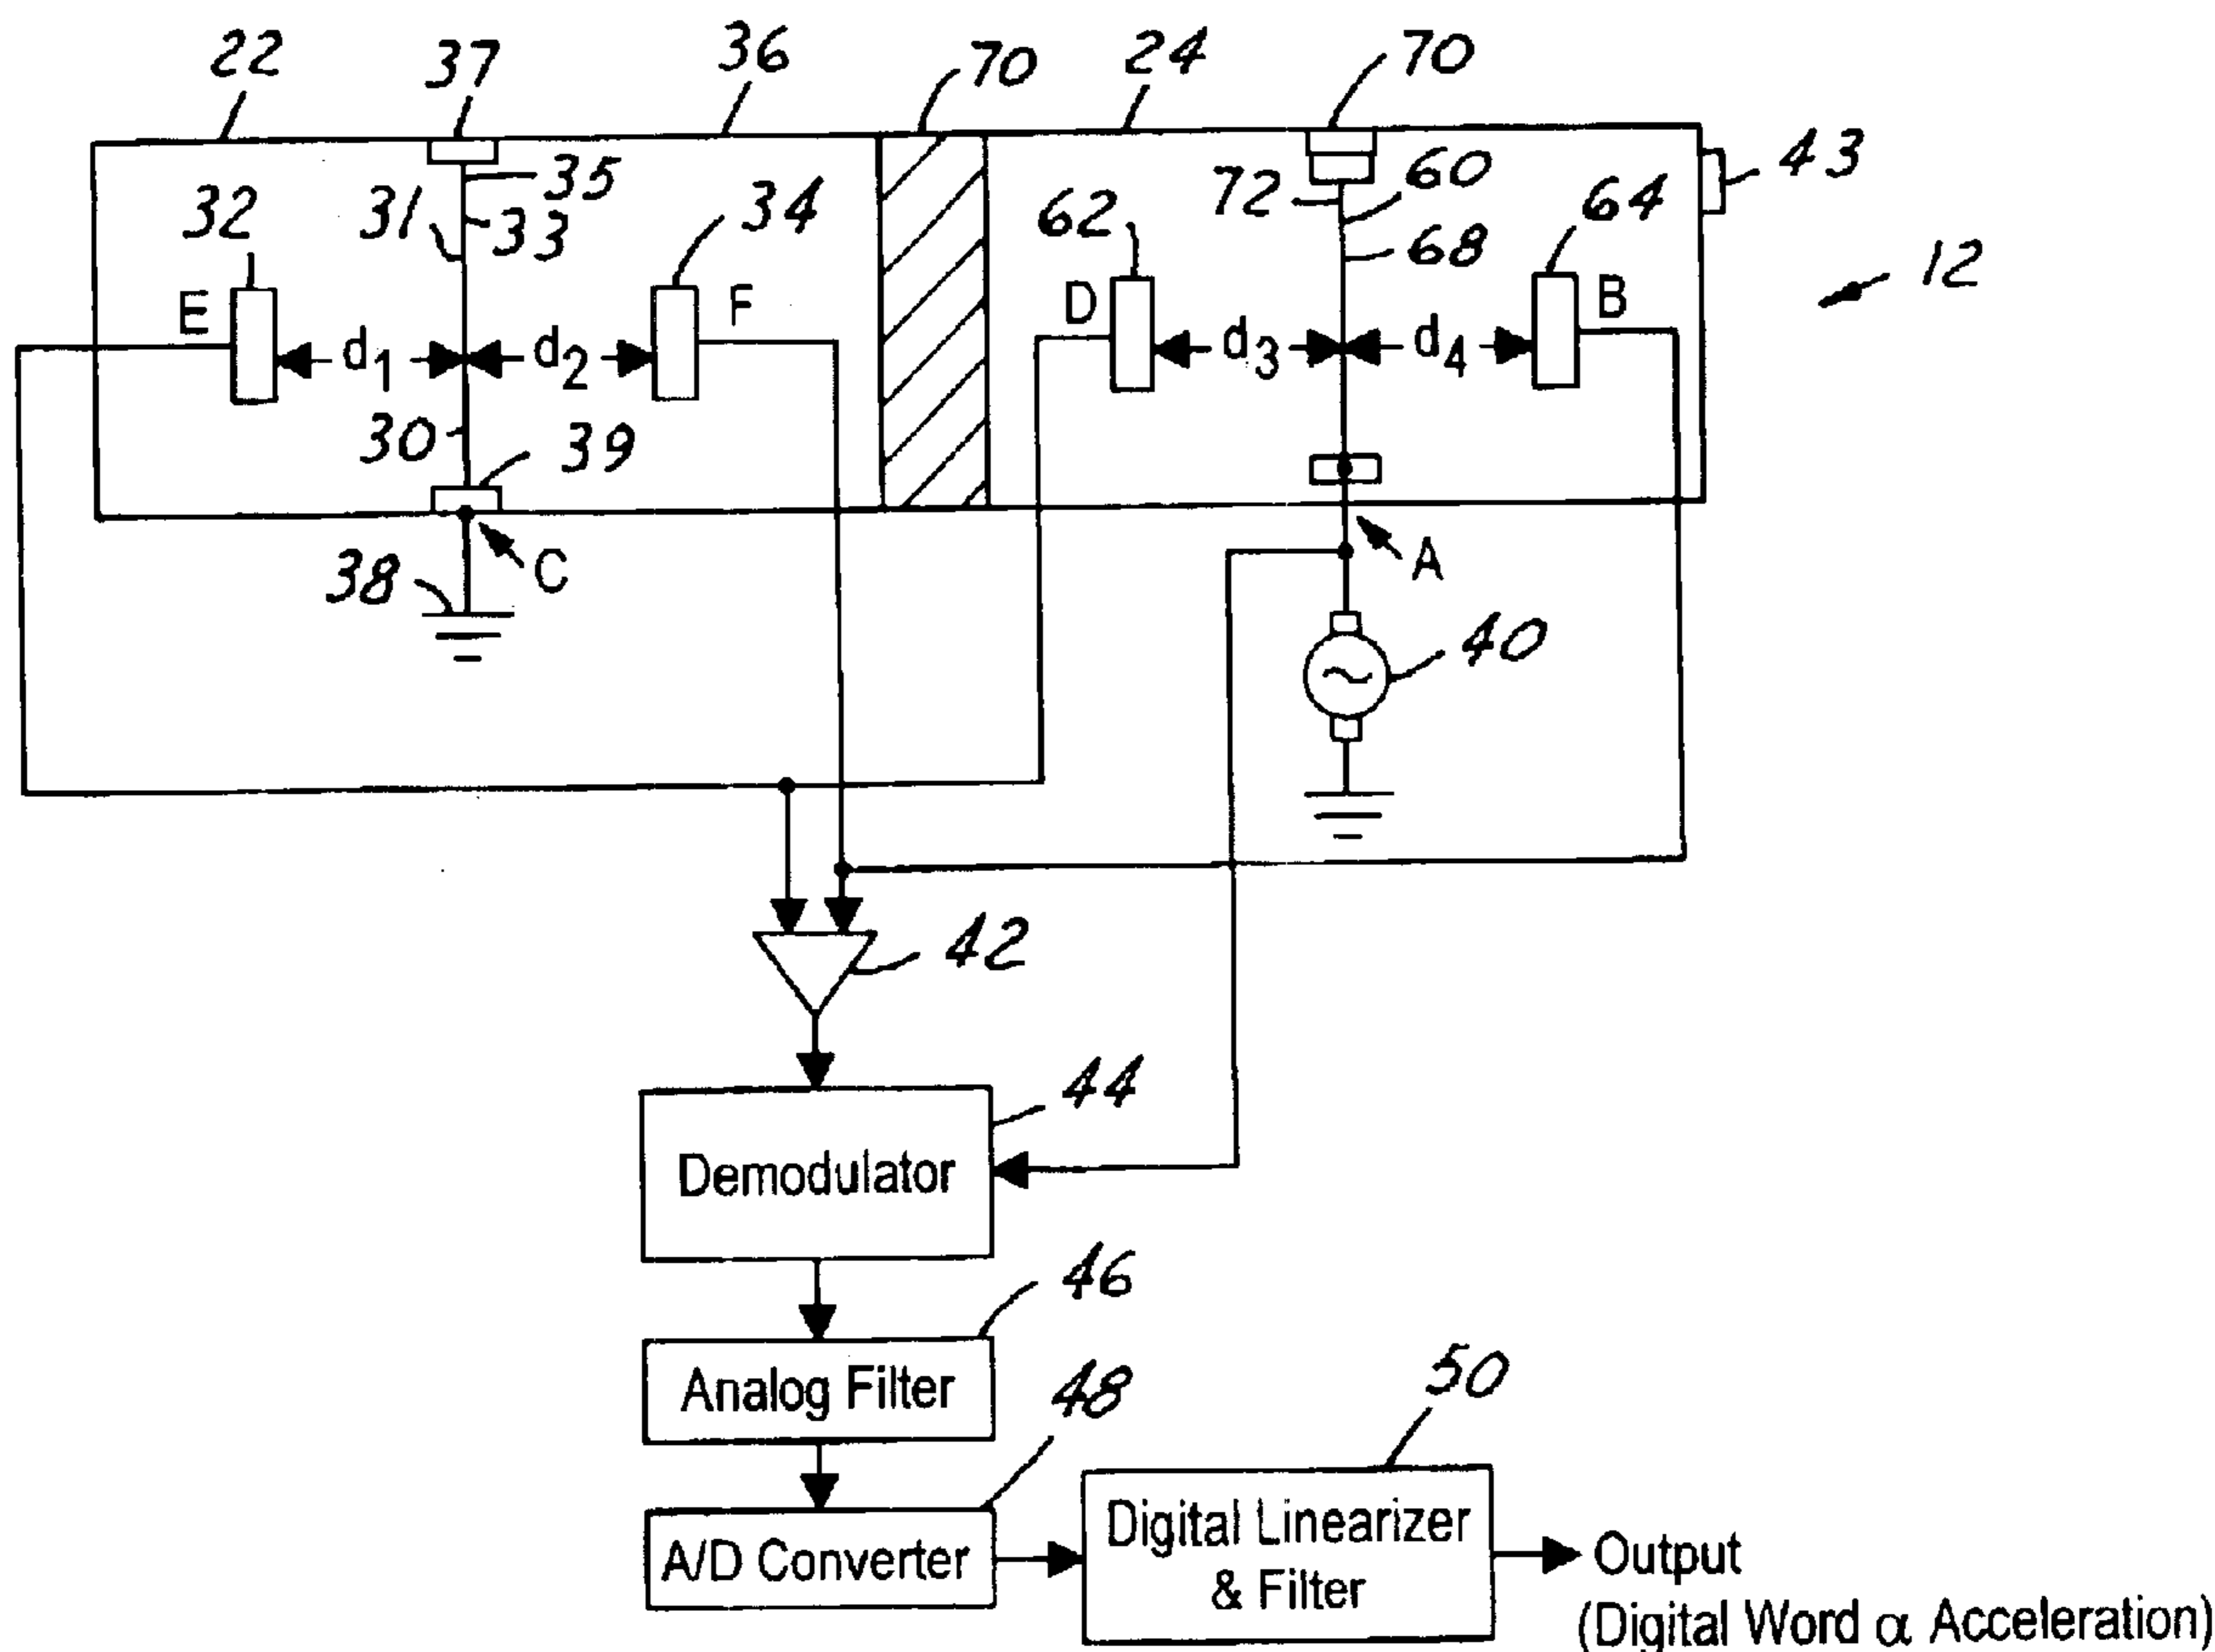 22
37
36
70
24
70
43
12
35
33
31
32
34
72
60
68
62
64
E
F
D
B
d1
d2
d3
d4
30
39
38
C
A
40
42
44
Demodulator
46
Analog Filter
48
A/D Converter
50
Digital Linearizer
& Filter
Output
(Digital Word α Acceleration)